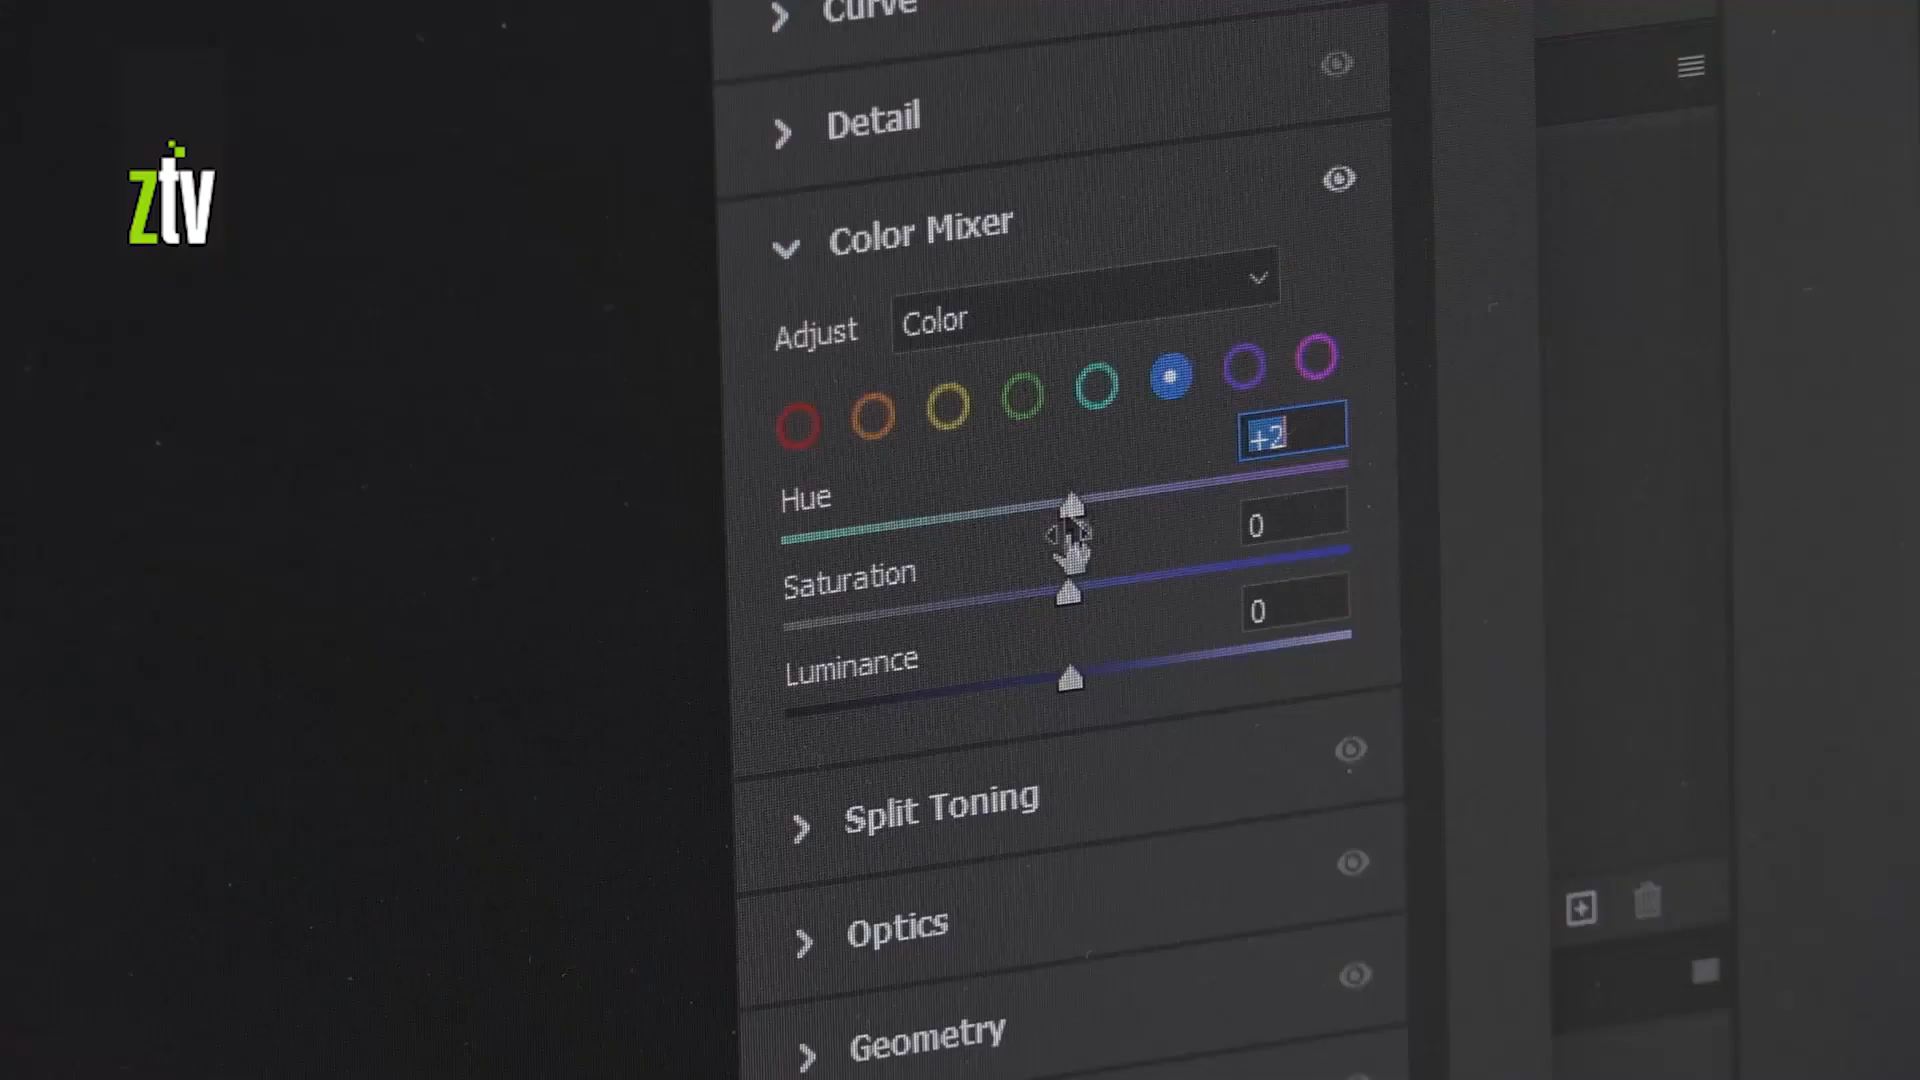 Curve
Detail
ztv
Color Mixer
Adjust
Color
+2
Hue
0
Saturation
0
Luminance
Split Toning
Optics
Geometry